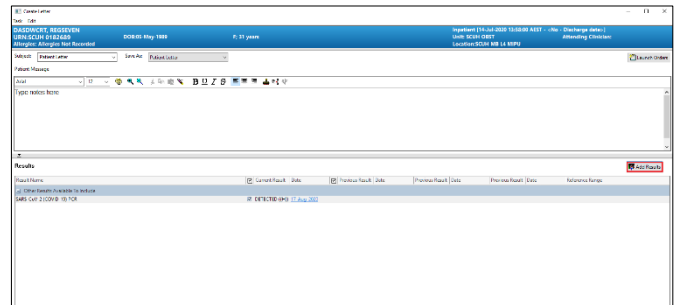 Create Letter
Task Edit
DASDWCRT, REGSEVEN
URN:SCUH 0182689
Allergies: Allergies Not Recorded
DOB:01-May-1989
F; 31 years
Inpatient [14-Jul-2020 13:50:00 AEST - <No - Discharge date>]
Unit: SCUH OBST
Location:SCUH MB L4 MIPU
Attending Clinician:
Subject: Patient Letter Save As: Patient Letter Launch Orders
Patient Message
Arial 12
Type notes here
Results Add Results
Result Name Current Result Date Previous Result Date Previous Result Date Previous Result Date Reference Range
Other Results Available To Include
SARS-CoV-2 (COVID-19) PCR DETECTED